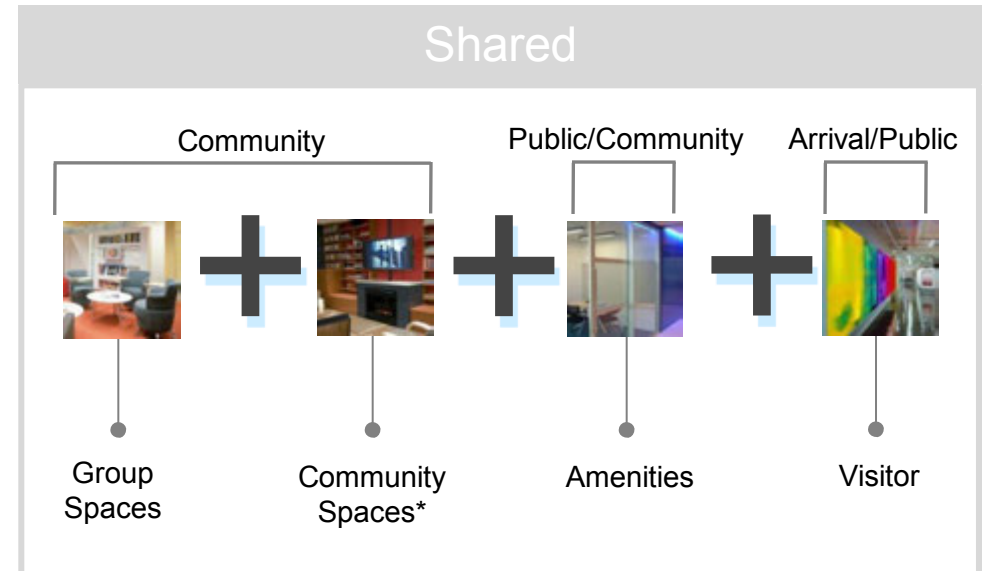 Shared
Community
Public/Community
Arrival/Public
Group
Spaces
Community
Spaces*
Amenities
Visitor